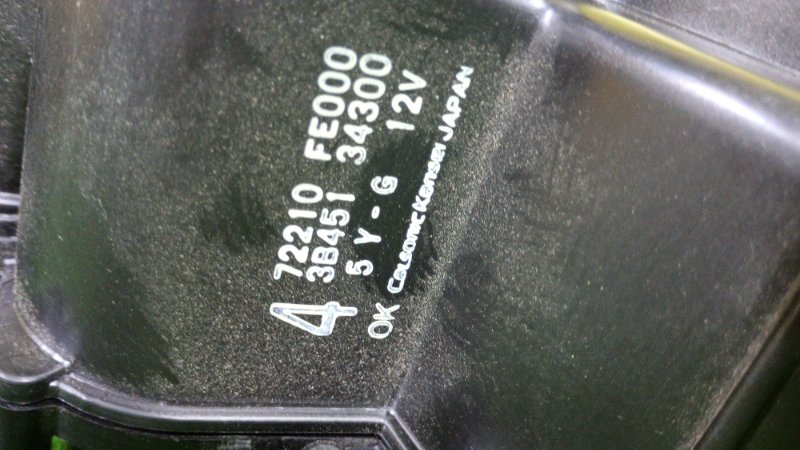 4
72210 FE000
3B451 34300
5Y-G 12V
OK Calsonic Kansei JAPAN